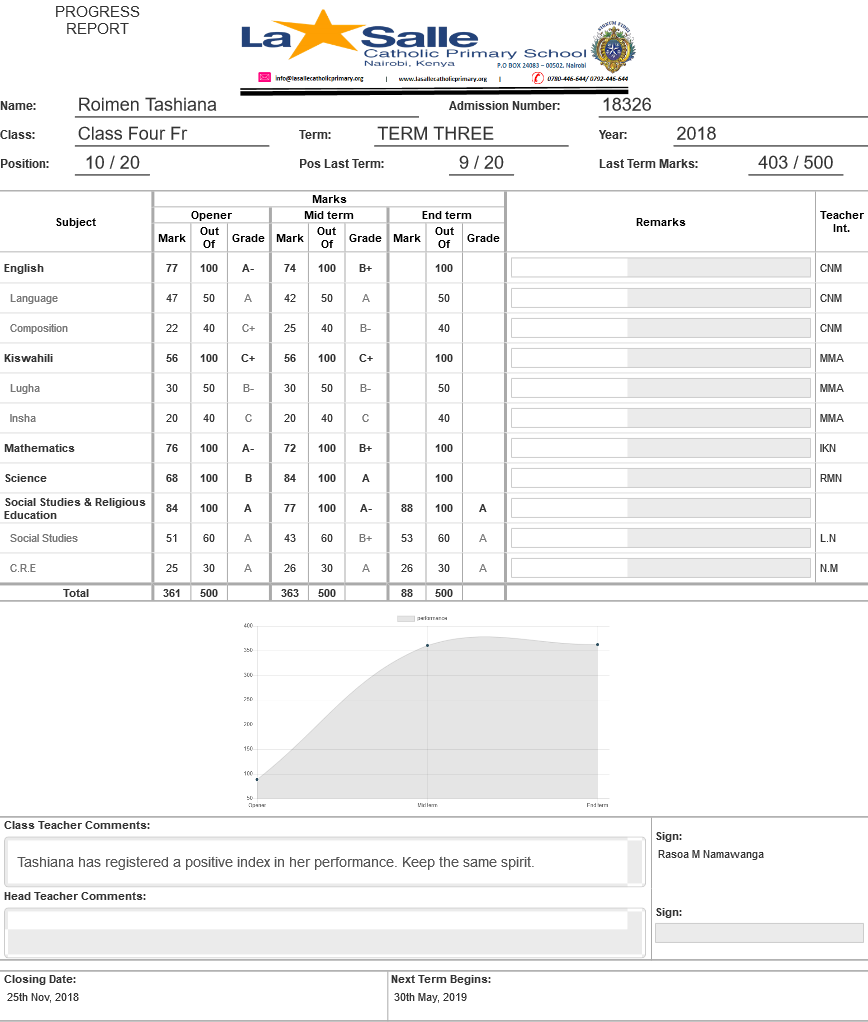 PROGRESS
REPORT
La Salle
Catholic Primary School
Nairobi, Kenya
P.O BOX 24083 – 00502, Nairobi
info@lasallecatholicprimary.org | www.lasallecatholicprimary.org | 0780-446-644/ 0792-446-644
Name: Roimen Tashiana Admission Number: 18326
Class: Class Four Fr Term: TERM THREE Year: 2018
Position: 10 / 20 Pos Last Term: 9 / 20 Last Term Marks: 403 / 500
Subject Marks Remarks Teacher Int.
Opener Mid term End term
Mark Out Of Grade Mark Out Of Grade Mark Out Of Grade
English 77 100 A- 74 100 B+ 100 CNM
Language 47 50 A 42 50 A 50 CNM
Composition 22 40 C+ 25 40 B- 40 CNM
Kiswahili 56 100 C+ 56 100 C+ 100 MMA
Lugha 30 50 B- 30 50 B- 50 MMA
Insha 20 40 C 20 40 C 40 MMA
Mathematics 76 100 A- 72 100 B+ 100 IKN
Science 68 100 B 84 100 A 100 RMN
Social Studies & Religious Education 84 100 A 77 100 A- 88 100 A
Social Studies 51 60 A 43 60 B+ 53 60 A L.N
C.R.E 25 30 A 26 30 A 26 30 A N.M
Total 361 500 363 500 88 500
performance
400
350
300
250
200
150
100
50
Opener Mid term End term
Class Teacher Comments:
Tashiana has registered a positive index in her performance. Keep the same spirit.
Sign:
Rasoa M Namawanga
Head Teacher Comments:
Sign:
Closing Date: Next Term Begins:
25th Nov, 2018 30th May, 2019